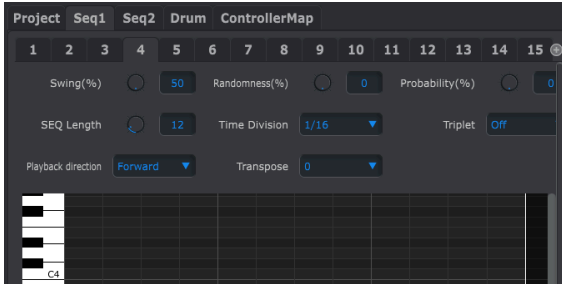 Project Seq1 Seq2 Drum ControllerMap
1 2 3 4 5 6 7 8 9 10 11 12 13 14 15
Swing(%) 50 Randomness(%) 0 Probability(%) 0
SEQ Length 12 Time Division 1/16 Triplet Off
Playback direction Forward Transpose 0
C4